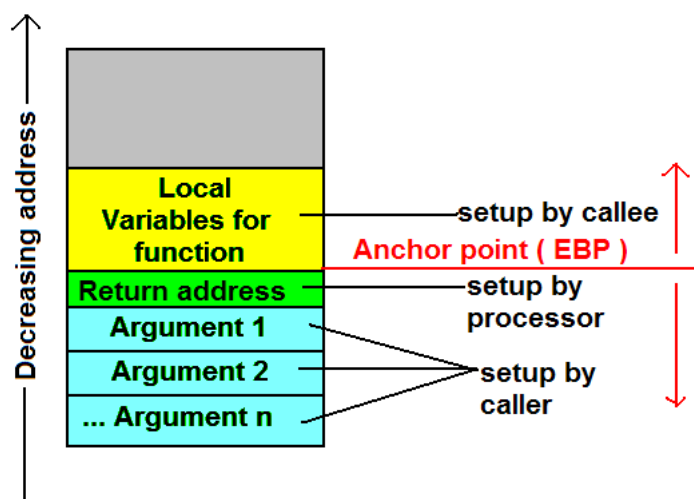 Decreasing address
Local
Variables for
function
setup by callee
Anchor point ( EBP )
Return address
setup by
processor
Argument 1
Argument 2
setup by
caller
... Argument n